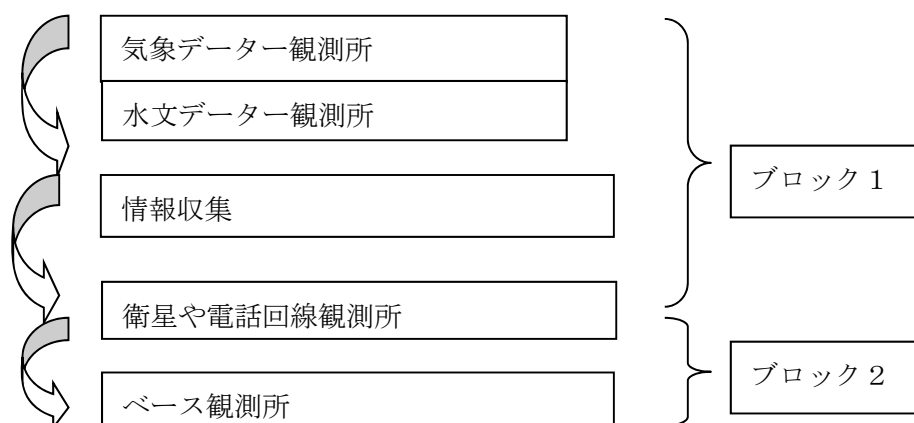 気象データー観測所
水文データー観測所
ブロック１
情報収集
衛星や電話回線観測所
ブロック２
ベース観測所